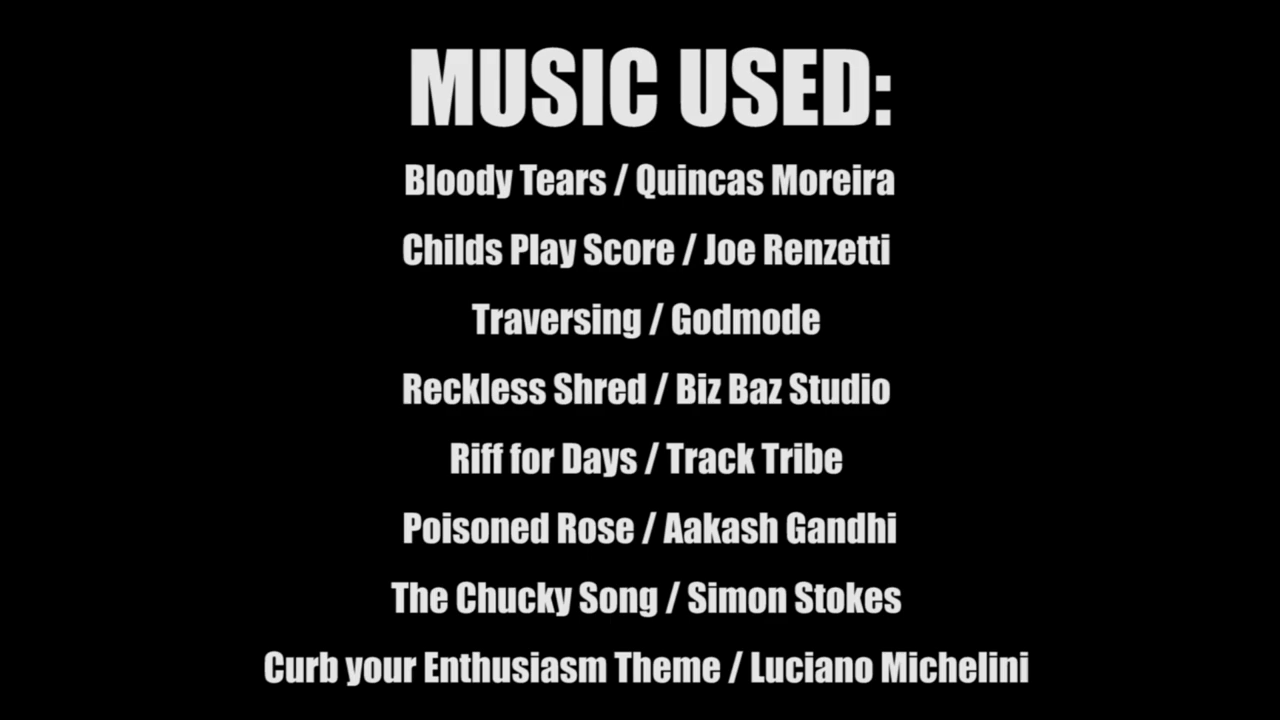 MUSIC USED:
Bloody Tears / Quincas Moreira
Childs Play Score / Joe Renzetti
Traversing / Godmode
Reckless Shred / Biz Baz Studio
Riff for Days / Track Tribe
Poisoned Rose / Aakash Gandhi
The Chucky Song / Simon Stokes
Curb your Enthusiasm Theme / Luciano Michelini